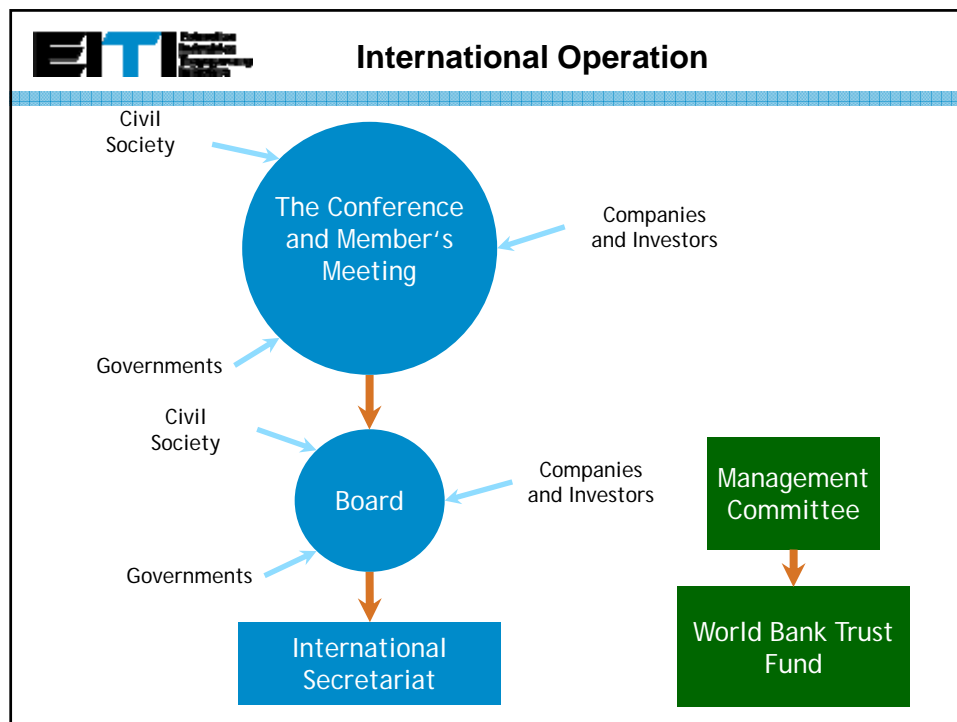 EITI
International Operation
Civil
Society
The Conference
and Member‘s
Meeting
Companies
and Investors
Governments
Civil
Society
Board
Companies
and Investors
Governments
International
Secretariat
Management
Committee
World Bank Trust
Fund